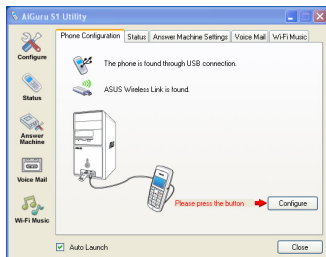 AiGuru S1 Utility
Phone Configuration Status Answer Machine Settings Voice Mail Wi-Fi Music
Configure
The phone is found through USB connection.
ASUS Wireless Link is found.
Status
Answer Machine
Voice Mail
Wi-Fi Music
Please press the button
Configure
Auto Launch
Close